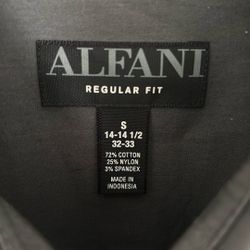 ALFANI
REGULAR FIT
S
14-14 1/2
32-33
72% COTTON
25% NYLON
3% SPANDEX
MADE IN
INDONESIA